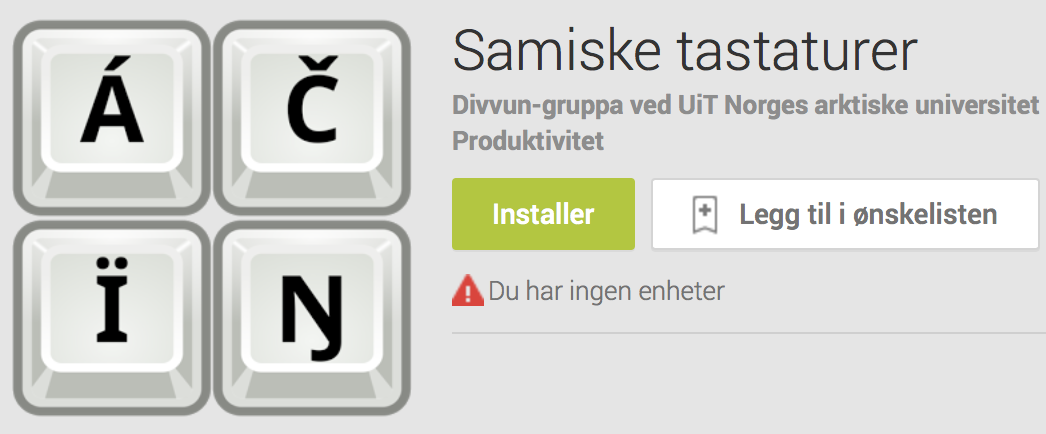 Á Č
Ï Ŋ
Samiske tastaturer
Divvun-gruppa ved UiT Norges arktiske universitet
Produktivitet
Installer
Legg til i ønskelisten
Du har ingen enheter